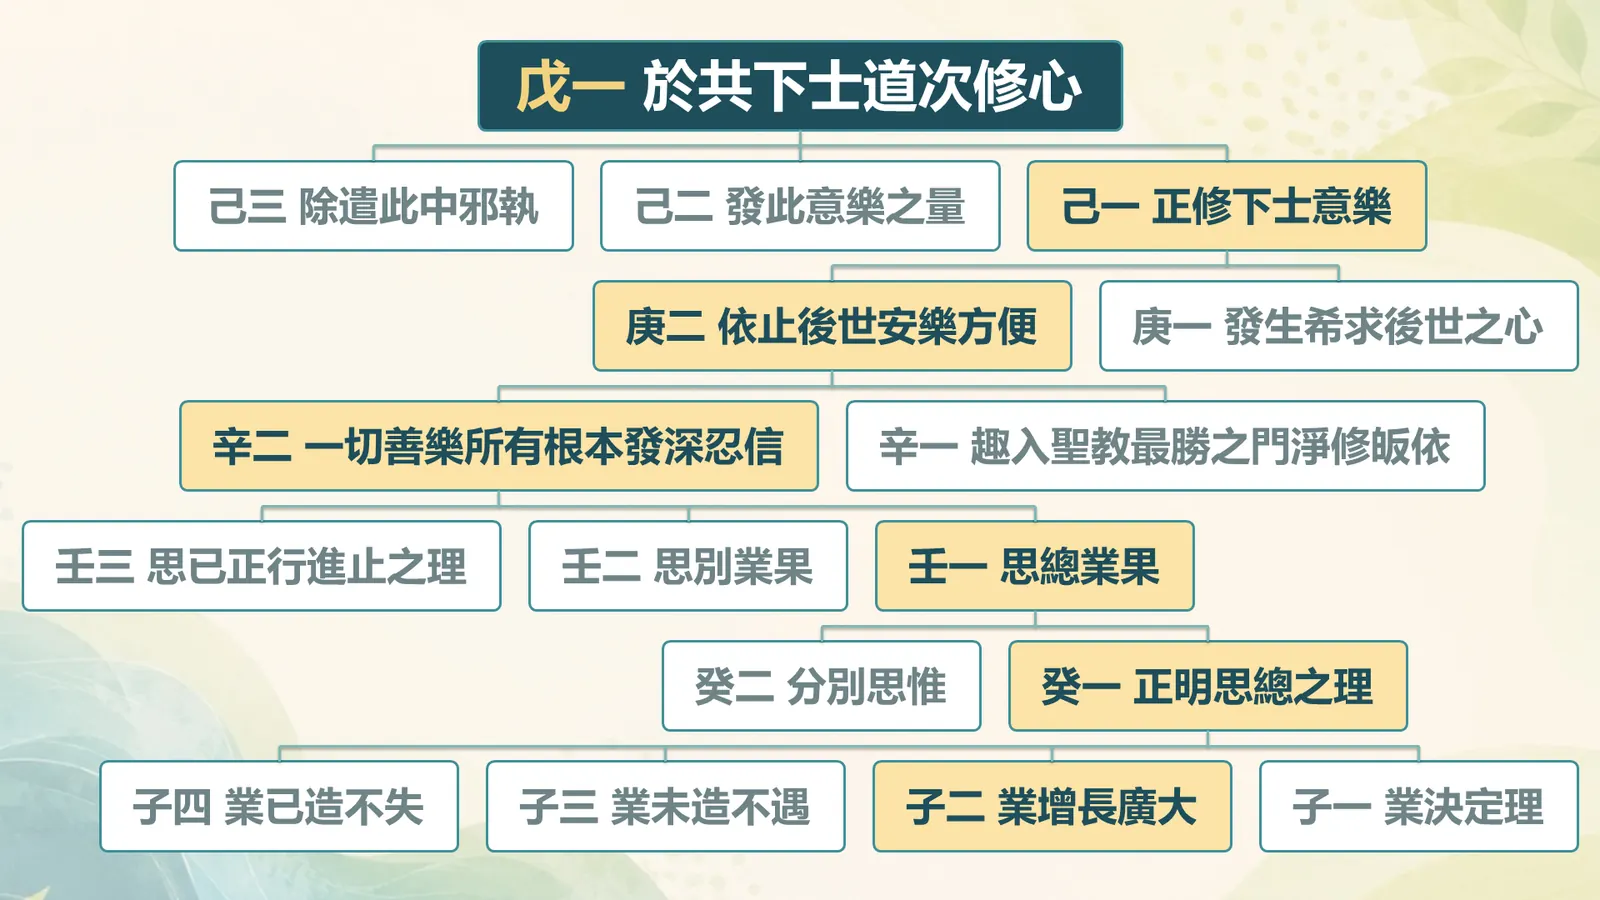 戊一 於共下士道次修心
己三 除遣此中邪執
己二 發此意樂之量
己一 正修下士意樂
庚二 依止後世安樂方便
庚一 發生希求後世之心
辛二 一切善樂所有根本發深忍信
辛一 趣入聖教最勝之門淨修皈依
壬三 思已正行進止之理
壬二 思別業果
壬一 思總業果
癸二 分別思惟
癸一 正明思總之理
子四 業已造不失
子三 業未造不遇
子二 業增長廣大
子一 業決定理